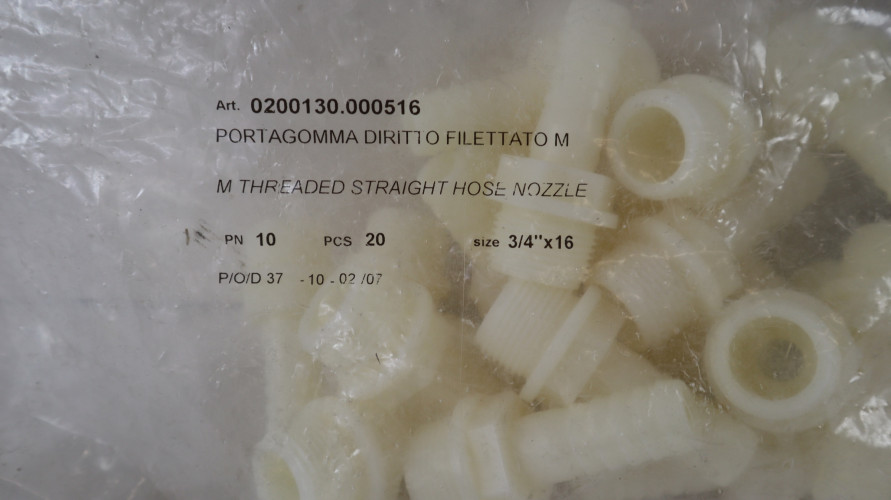 Art. 0200130.000516
PORTAGOMMA DIRITTO FILETTATO M
M THREADED STRAIGHT HOSE NOZZLE
PN 10 PCS 20 size 3/4"x16
P/O/D 37 - 10 - 02 /07